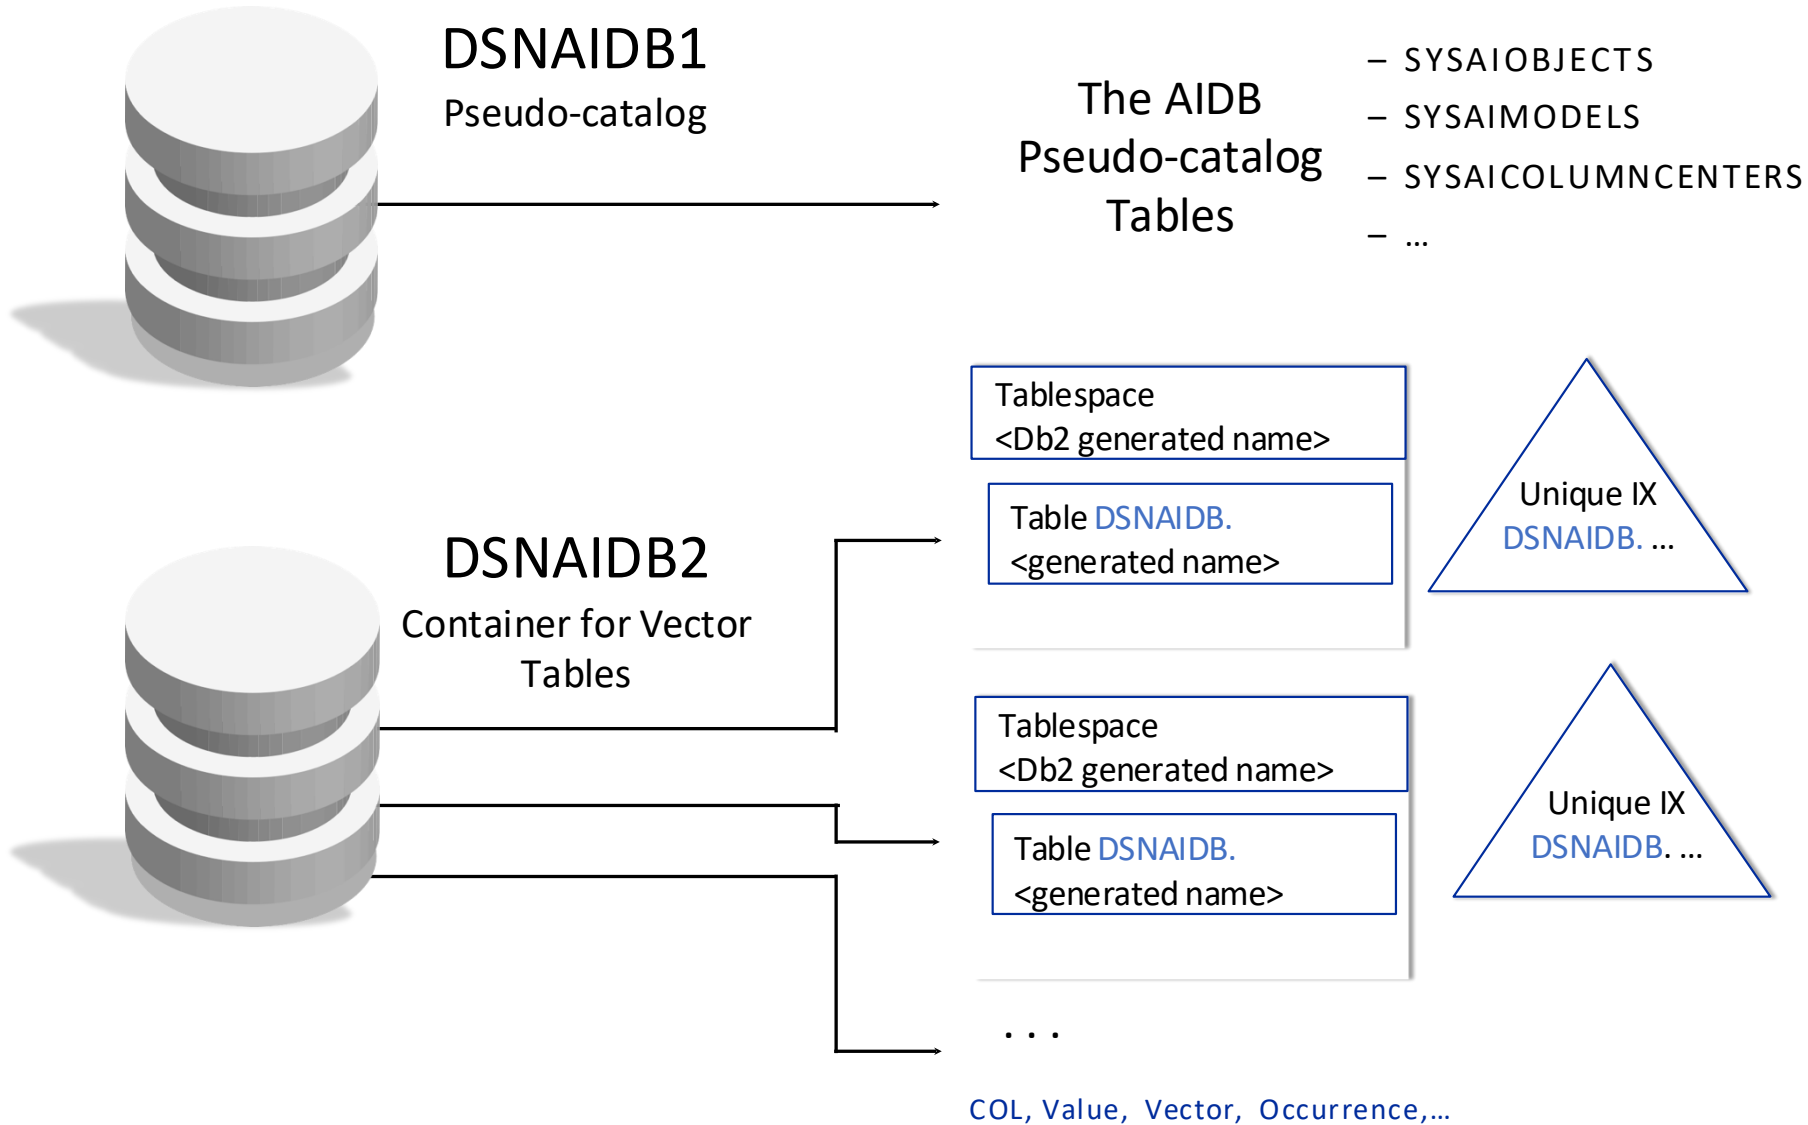 DSNAIDB1
Pseudo-catalog
The AIDB
Pseudo-catalog
Tables
– SYSAIOBJECTS
– SYSAIMODELS
– SYSAICOLUMNCENTERS
– ...
DSNAIDB2
Container for Vector
Tables
Tablespace
<Db2 generated name>
Table DSNAIDB.
<generated name>
Unique IX
DSNAIDB. ...
Tablespace
<Db2 generated name>
Table DSNAIDB.
<generated name>
Unique IX
DSNAIDB. ...
. . .
COL, Value, Vector, Occurrence,...